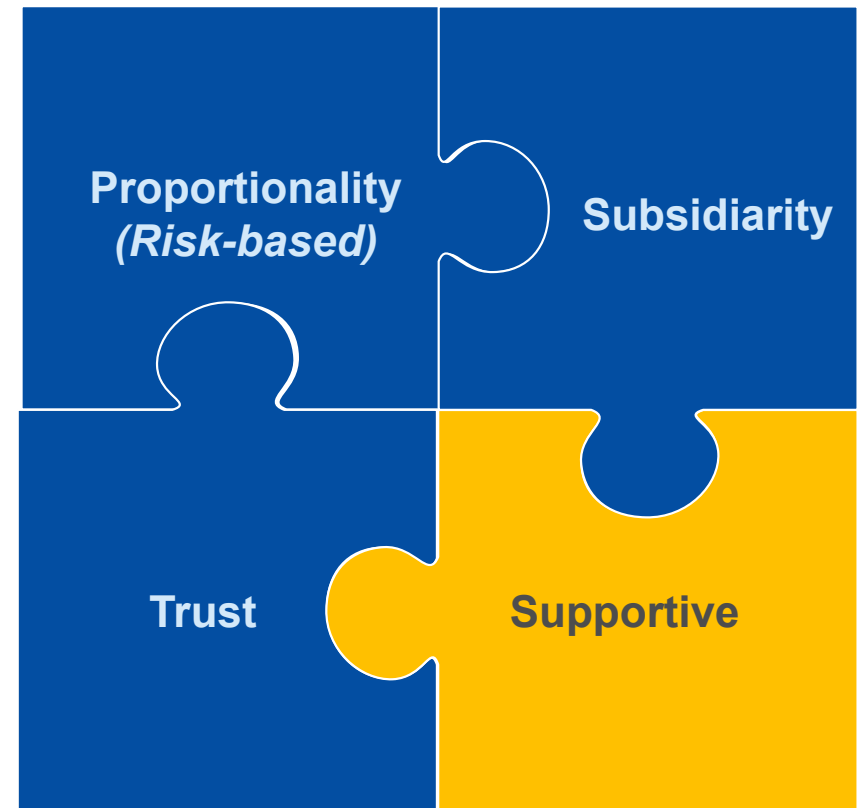 Proportionality
(Risk-based)
Subsidiarity
Trust
Supportive